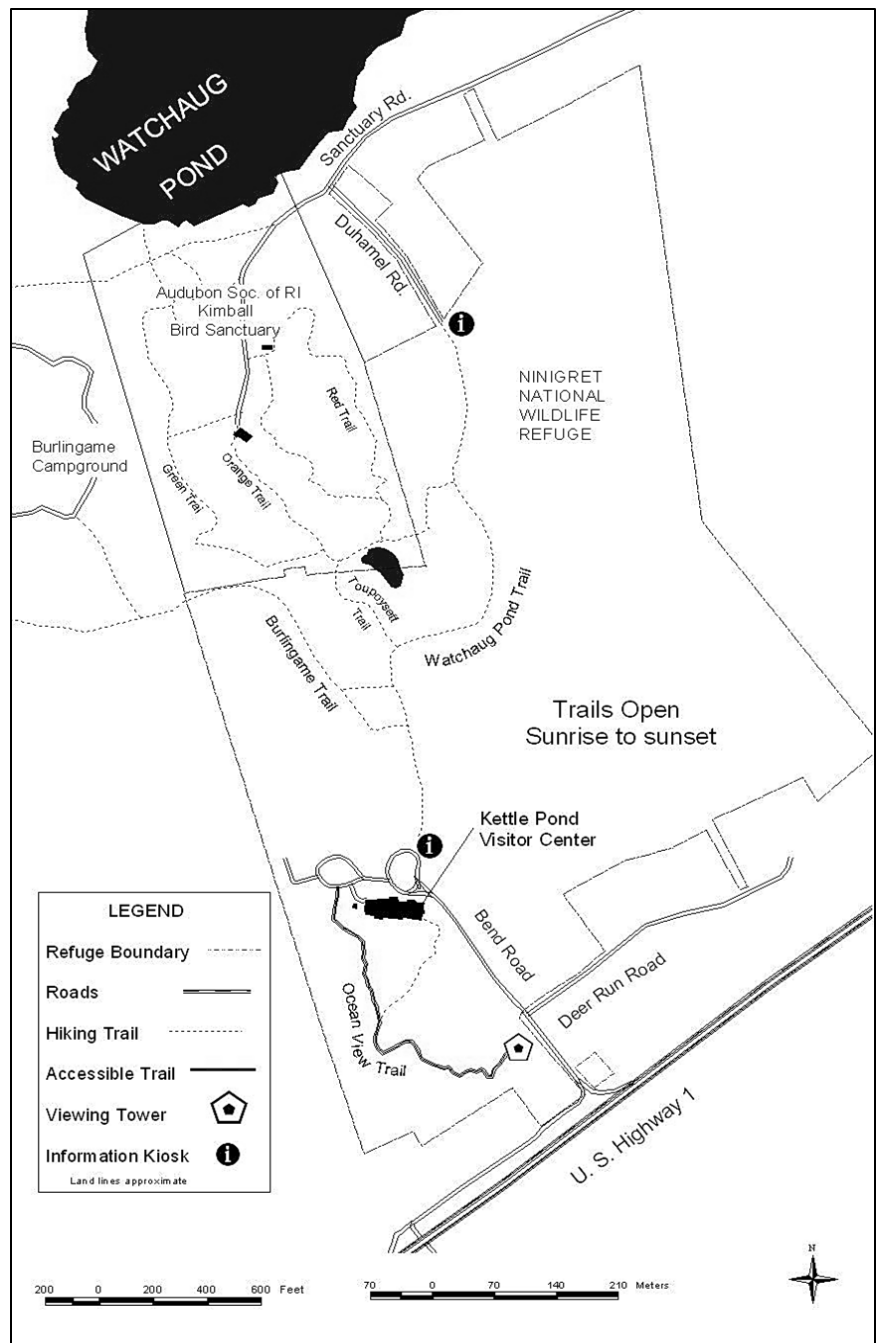 WATCHAUG
POND
Sanctuary Rd.
Duhamel Rd.
Audubon Soc. of RI
Kimball
Bird Sanctuary
i
NINIGRET
NATIONAL
WILDLIFE
REFUGE
Red Trail
Burlingame
Campground
Green Trail
Orange Trail
Toupoysett
Trail
Watchaug Pond Trail
Burlingame Trail
Trails Open
Sunrise to sunset
Kettle Pond
Visitor Center
i
Bend Road
Deer Run Road
Ocean View Trail
U. S. Highway 1
LEGEND
Refuge Boundary
Roads
Hiking Trail
Accessible Trail
Viewing Tower
Information Kiosk i
Land lines approximate
200 0 200 400 600 Feet
70 0 70 140 210 Meters
N